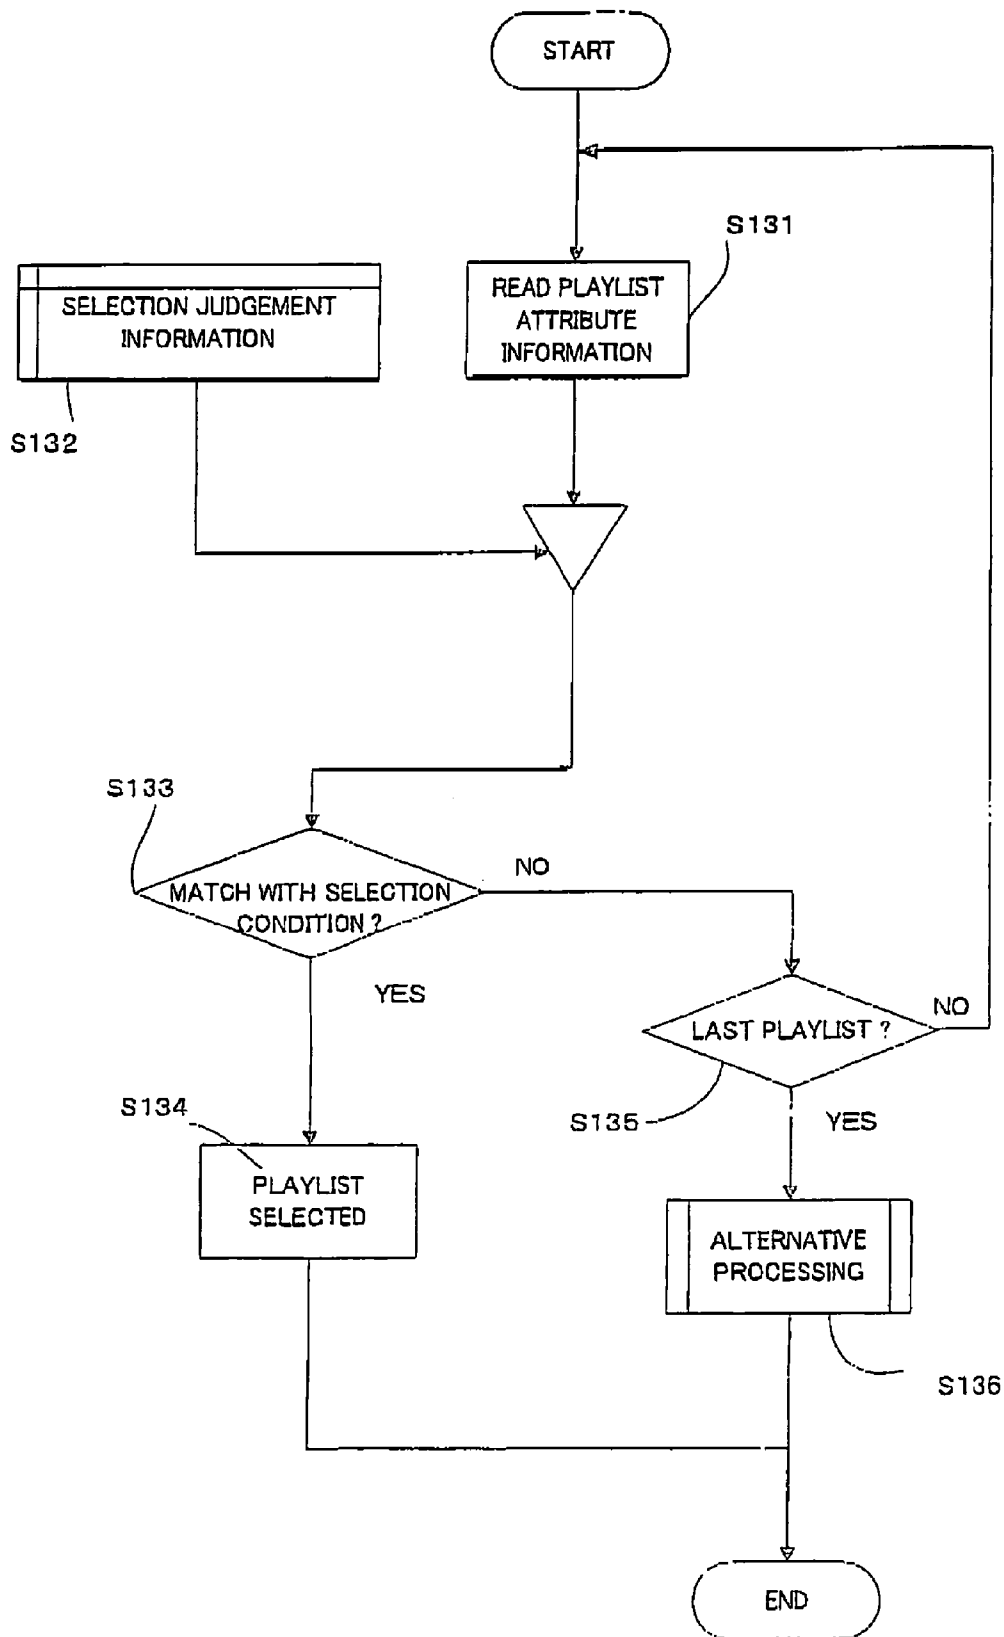 START
S131
READ PLAYLIST
ATTRIBUTE
INFORMATION
SELECTION JUDGEMENT
INFORMATION
S132
S133
MATCH WITH SELECTION
CONDITION ?
NO
YES
LAST PLAYLIST ?
NO
S135
YES
S134
PLAYLIST
SELECTED
ALTERNATIVE
PROCESSING
S136
END